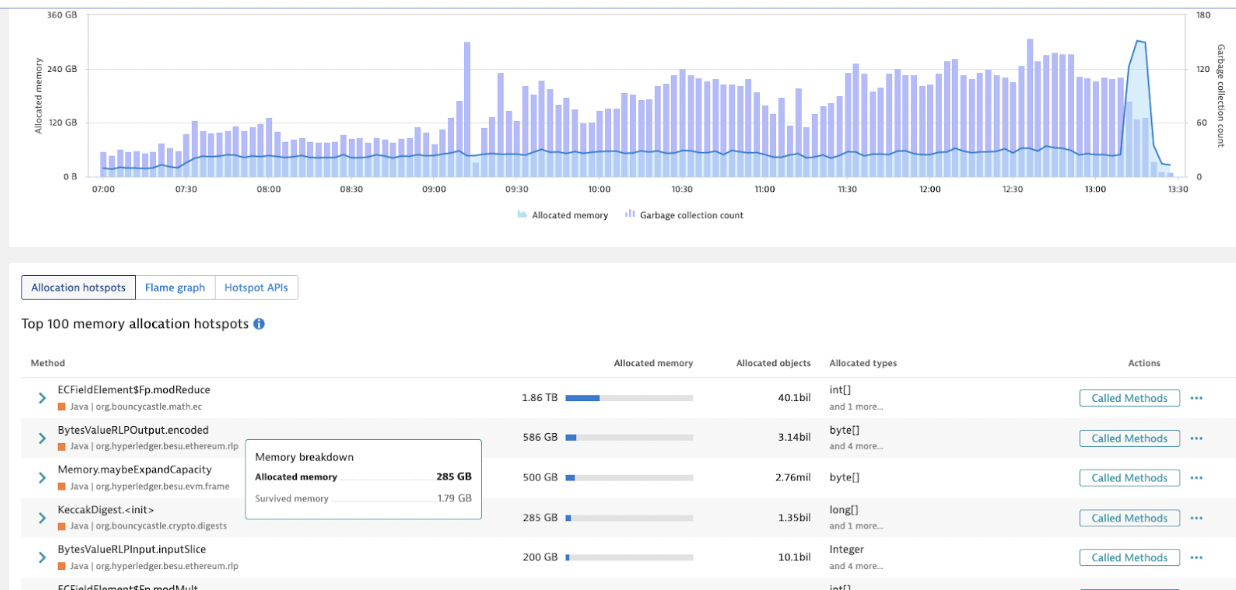 360 GB
180
240 GB
120
120 GB
60
0 B
0
Allocated memory
Garbage collection count
07:00 07:30 08:00 08:30 09:00 09:30 10:00 10:30 11:00 11:30 12:00 12:30 13:00 13:30
Allocated memory Garbage collection count
Allocation hotspots Flame graph Hotspot APIs
Top 100 memory allocation hotspots
Method Allocated memory Allocated objects Allocated types Actions
ECFieldElement$Fp.modReduce
Java | org.bouncycastle.math.ec
1.86 TB 40.1bil
int[]
and 1 more...
Called Methods
BytesValueRLPOutput.encoded
Java | org.hyperledger.besu.ethereum.rlp
586 GB 3.14bil
byte[]
and 4 more...
Called Methods
Memory breakdown
Allocated memory 285 GB
Survived memory 1.79 GB
Memory.maybeExpandCapacity
Java | org.hyperledger.besu.evm.frame
500 GB 2.76mil
byte[]
Called Methods
KeccakDigest.<init>
Java | org.bouncycastle.crypto.digests
285 GB 1.35bil
long[]
and 1 more...
Called Methods
BytesValueRLPInput.inputSlice
Java | org.hyperledger.besu.ethereum.rlp
200 GB 10.1bil
Integer
and 4 more...
Called Methods
ECFieldElement$Fp.modMult
int[]